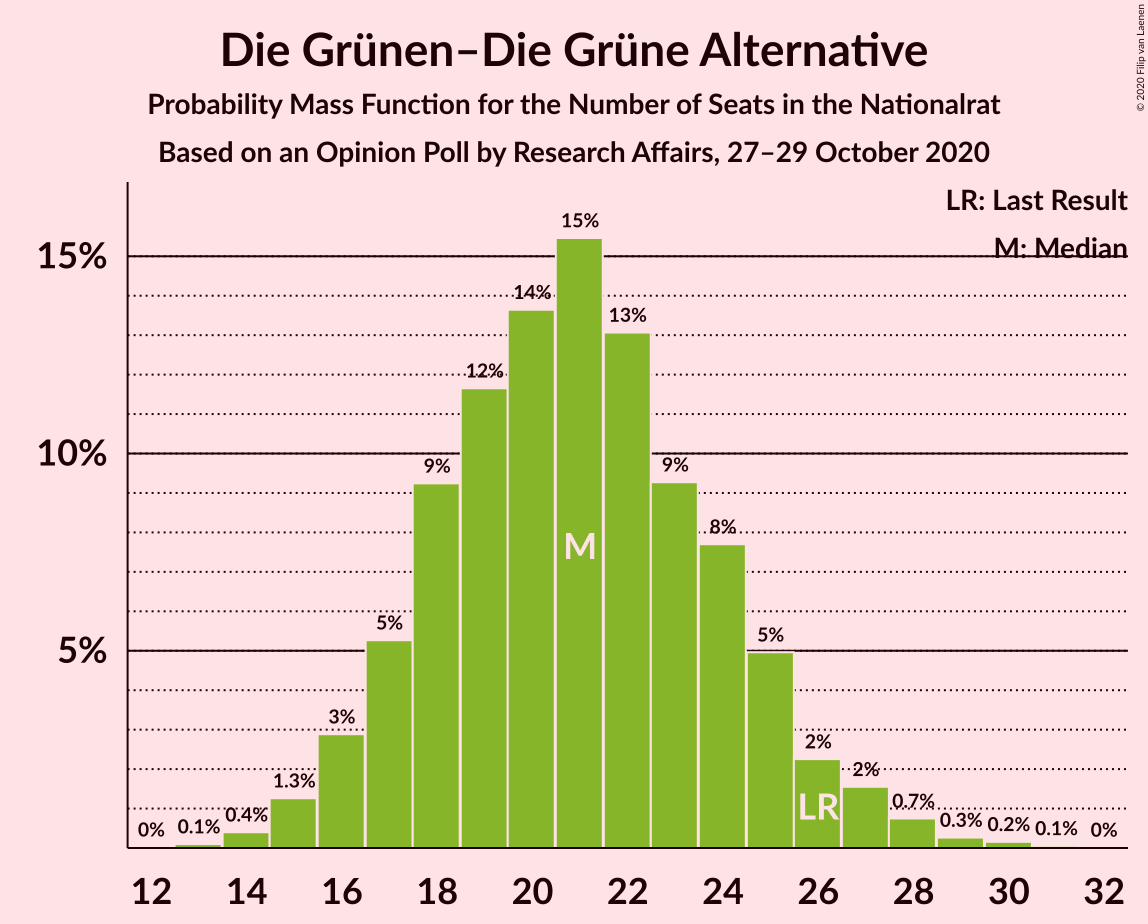 Die Grünen–Die Grüne Alternative
Probability Mass Function for the Number of Seats in the Nationalrat
Based on an Opinion Poll by Research Affairs, 27–29 October 2020
© 2020 Filip van Laenen
LR: Last Result
M: Median
15%
10%
5%
0% 0.1% 0.4% 1.3% 3% 5% 9% 12% 14% 15% 13% 9% 8% 5% 2% 2% 0.7% 0.3% 0.2% 0.1% 0%
M
LR
12 14 16 18 20 22 24 26 28 30 32